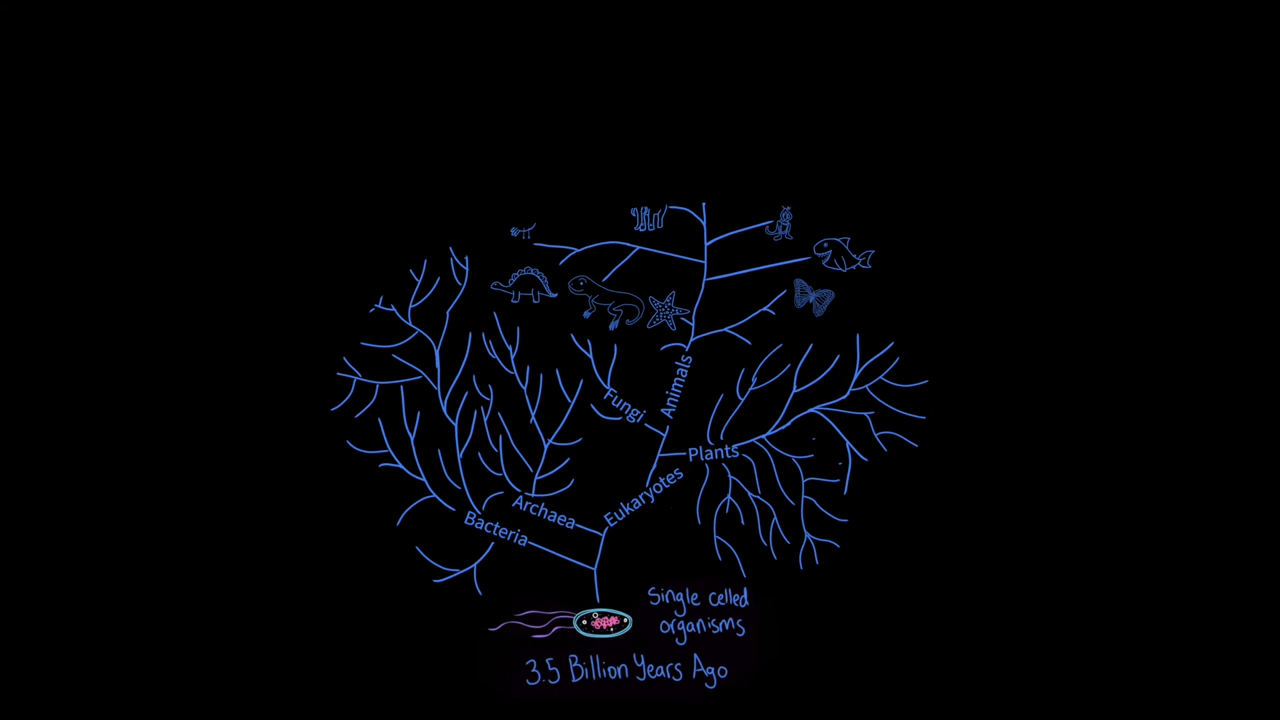 Fungi
Animals
Plants
Eukaryotes
Archaea
Bacteria
Single celled
organisms
3.5 Billion Years Ago